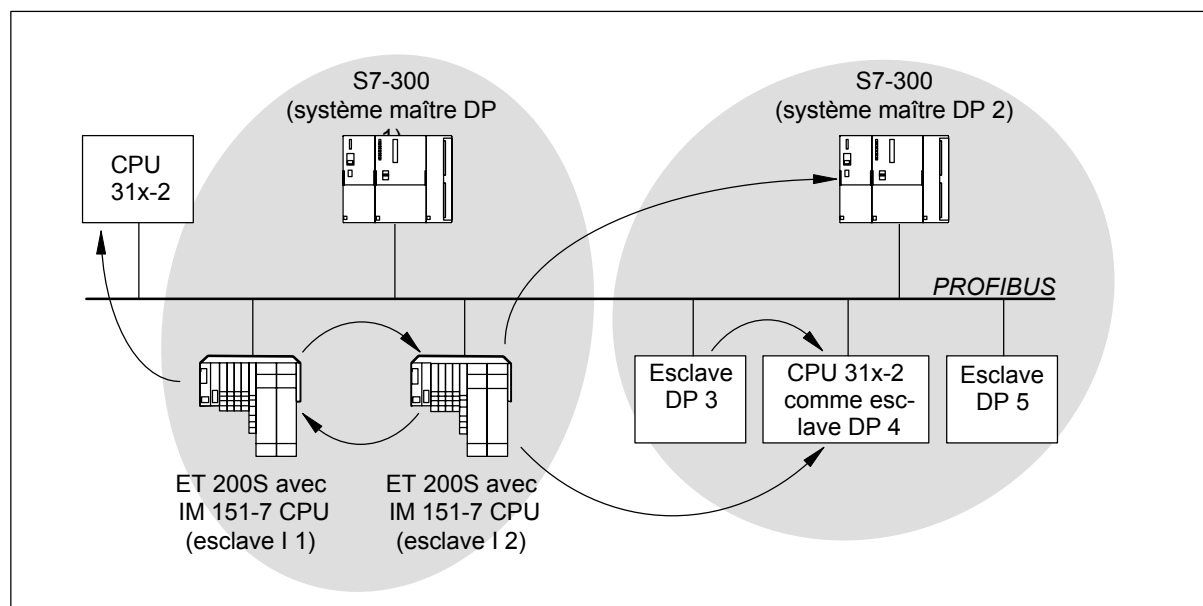 S7-300
(système maître DP
1)
S7-300
(système maître DP 2)
CPU
31x-2
PROFIBUS
Esclave
DP 3
CPU 31x-2
comme esc-
lave DP 4
Esclave
DP 5
ET 200S avec
IM 151-7 CPU
(esclave I 1)
ET 200S avec
IM 151-7 CPU
(esclave I 2)